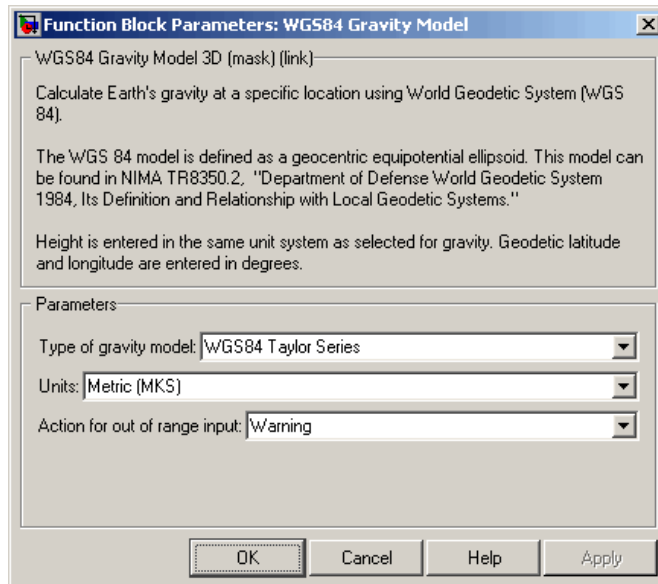 Function Block Parameters: WGS84 Gravity Model
WGS84 Gravity Model 3D (mask) (link)
Calculate Earth's gravity at a specific location using World Geodetic System (WGS
84).
The WGS 84 model is defined as a geocentric equipotential ellipsoid. This model can
be found in NIMA TR8350.2, "Department of Defense World Geodetic System
1984, Its Definition and Relationship with Local Geodetic Systems."
Height is entered in the same unit system as selected for gravity. Geodetic latitude
and longitude are entered in degrees.
Parameters
Type of gravity model: WGS84 Taylor Series
Units: Metric (MKS)
Action for out of range input: Warning
OK Cancel Help Apply